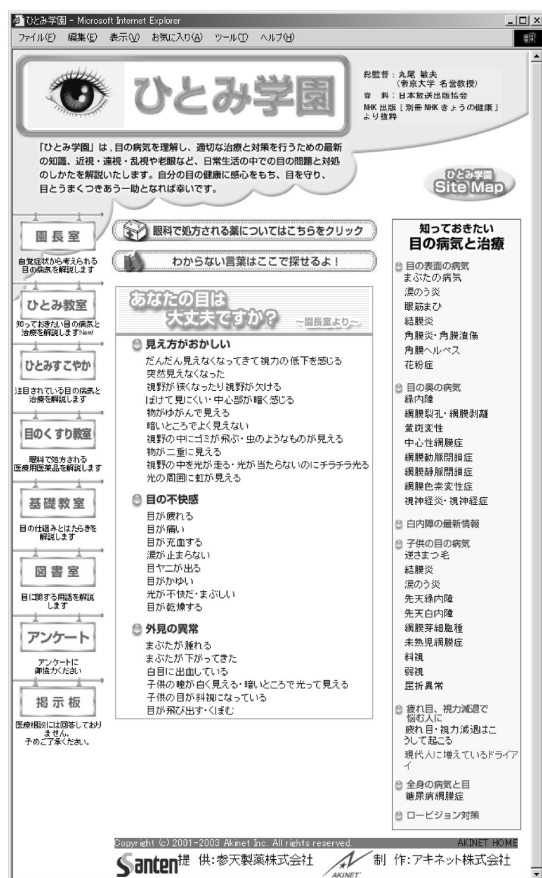 ひとみ学園 - Microsoft Internet Explorer
ファイル(F) 編集(E) 表示(V) お気に入り(A) ツール(T) ヘルプ(H)
ひとみ学園
総監督：丸尾 敏夫
（帝京大学 名誉教授）
音 料：日本放送出版協会
NHK 出版［別冊 NHK きょうの健康］
より抜粋
「ひとみ学園」は、目の病気を理解し、適切な治療と対策を行うための最新
の知識、近視・遠視・乱視や老眼など、日常生活の中での目の問題と対処
のしかたを解説いたします。自分の目の健康に感心をもち、目を守り、
目とうまくつきあう一助となれば幸いです。
ひとみ学園
Site Map
園長室
自覚症状から考えられる
目の病気を解説します
ひとみ教室
知っておきたい目の病気と
治療を解説しますNew!
ひとみすこやか
注目されている目の病気と
治療を解説します
目のくすり教室
眼科で処方される
医療用医薬品を解説します
基礎教室
目の仕組みとはたらきを
解説します
図書室
目に関する用語を解説
します
アンケート
アンケートに
御協力ください
掲示板
医療相談には回答しており
ません。
予めご了承ください。
眼科で処方される薬についてはこちらをクリック
わからない言葉はここで探せるよ！
あなたの目は
大丈夫ですか？ ～園長室より～
見え方がおかしい
だんだん見えなくなってきて視力の低下を感じる
突然見えなくなった
視野が狭くなったり視野が欠ける
ぼけて見にくい・中心部が暗く感じる
物がゆがんで見える
暗いところでよく見えない
視野の中にゴミが飛ぶ・虫のようなものが見える
物が二重に見える
視野の中を光が走る・光が当たらないのにチラチラ光る
光の周囲に虹が見える
目の不快感
目が疲れる
目が痛い
目が充血する
涙が止まらない
目ヤニが出る
目がかゆい
光が不快だ・まぶしい
目が乾燥する
外見の異常
まぶたが腫れる
まぶたが下がってきた
白目に出血している
子供の瞳が白く見える・暗いところで光って見える
子供の目が斜視になっている
目が飛び出す・くぼむ
知っておきたい
目の病気と治療
目の表面の病気
まぶたの病気
涙のう炎
眼筋まひ
結膜炎
角膜炎・角膜潰傷
角膜ヘルペス
花粉症
目の奥の病気
緑内障
網膜裂孔・網膜剥離
黄斑変性
中心性網膜症
網膜動脈閉鎖症
網膜静脈閉鎖症
網膜色素変性症
視神経炎・視神経症
白内障の最新情報
子供の目の病気
逆さまつ毛
結膜炎
涙のう炎
先天緑内障
先天白内障
網膜芽細胞種
未熟児網膜症
斜視
弱視
屈折異常
疲れ目、視力減退で
悩む人に
疲れ目・視力減退はこ
うして起こる
現代人に増えているドライア
イ
全身の病気と目
糖尿病網膜症
ロービジョン対策
Copyright (c) 2001-2003 Akinet Inc. All rights reserved. AKINET HOME
Santen 提 供：参天製薬株式会社 AKINET 制 作：アキネット株式会社